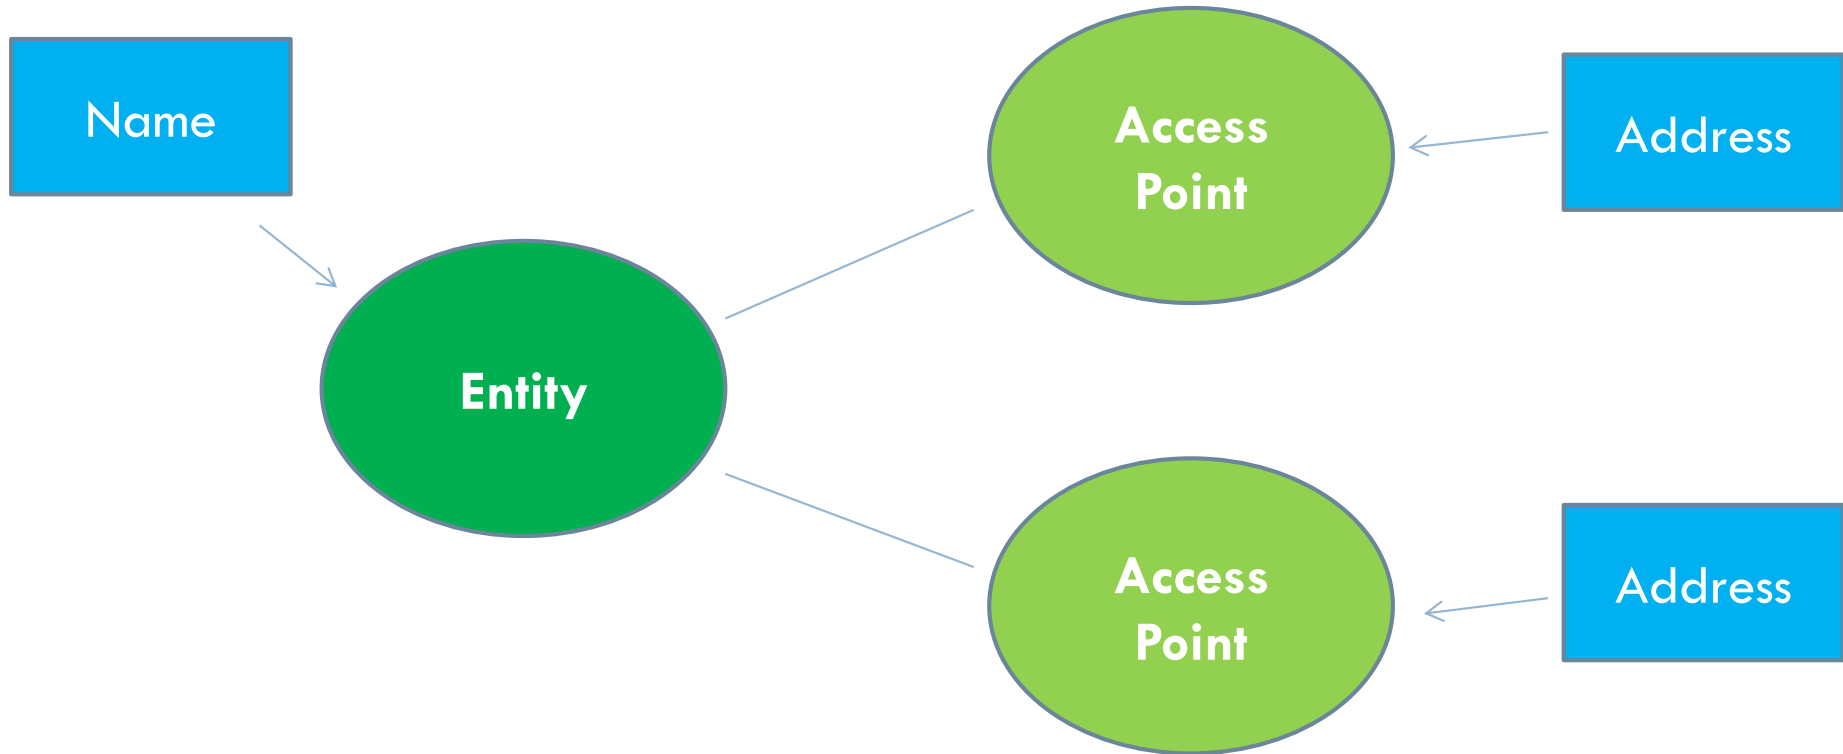 Name
Access
Point
Address
Entity
Access
Point
Address